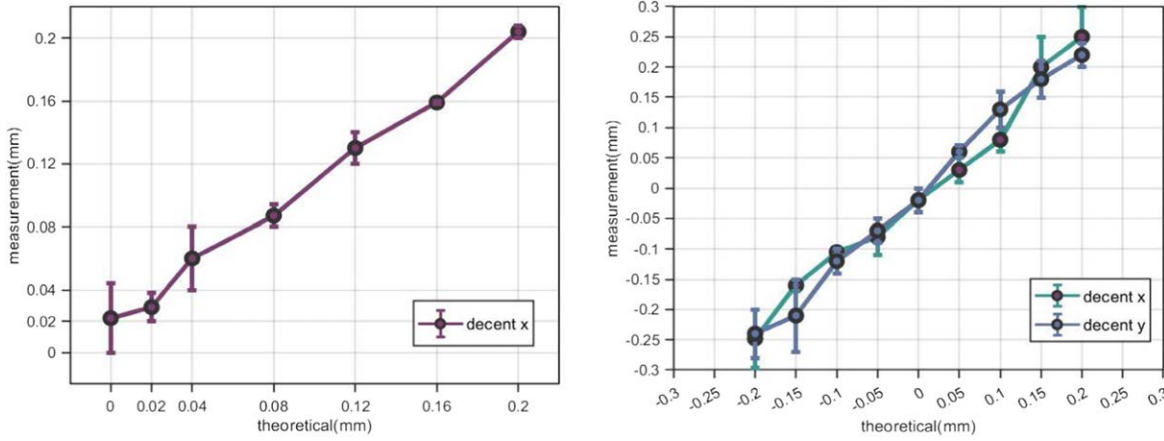 0.2
0.16
0.12
0.08
0.04
0.02
0
measurement(mm)
decent x
0 0.02 0.04 0.08 0.12 0.16 0.2
theoretical(mm)
0.3
0.25
0.2
0.15
0.1
0.05
0
-0.05
-0.1
-0.15
-0.2
-0.25
-0.3
measurement(mm)
decent x
decent y
-0.3 -0.25 -0.2 -0.15 -0.1 -0.05 0 0.05 0.1 0.15 0.2 0.25 0.3
theoretical(mm)